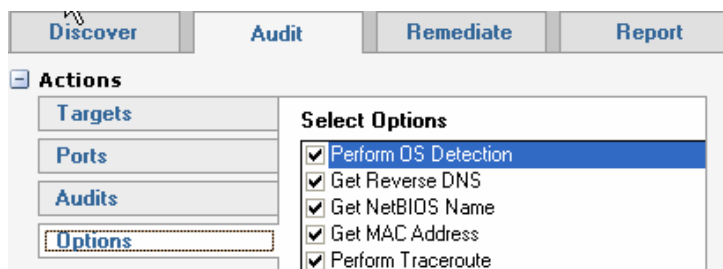 Discover Audit Remediate Report
Actions
Targets
Ports
Audits
Options
Select Options
Perform OS Detection
Get Reverse DNS
Get NetBIOS Name
Get MAC Address
Perform Traceroute